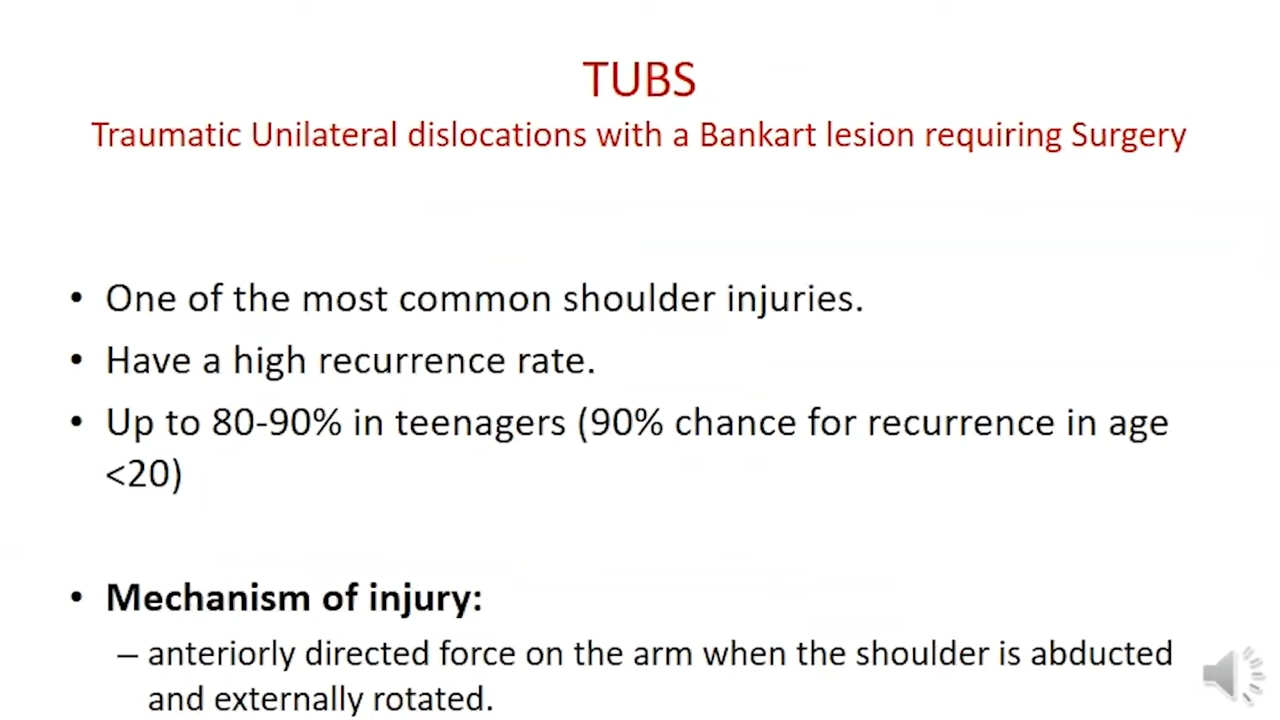 TUBS
Traumatic Unilateral dislocations with a Bankart lesion requiring Surgery
• One of the most common shoulder injuries.
• Have a high recurrence rate.
• Up to 80-90% in teenagers (90% chance for recurrence in age
<20)
• Mechanism of injury:
– anteriorly directed force on the arm when the shoulder is abducted
and externally rotated.